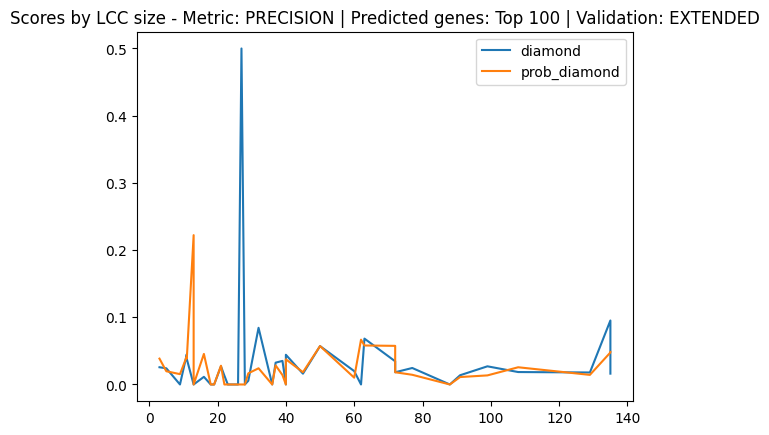 Scores by LCC size - Metric: PRECISION | Predicted genes: Top 100 | Validation: EXTENDED
diamond
prob_diamond
0.5
0.4
0.3
0.2
0.1
0.0
0 20 40 60 80 100 120 140